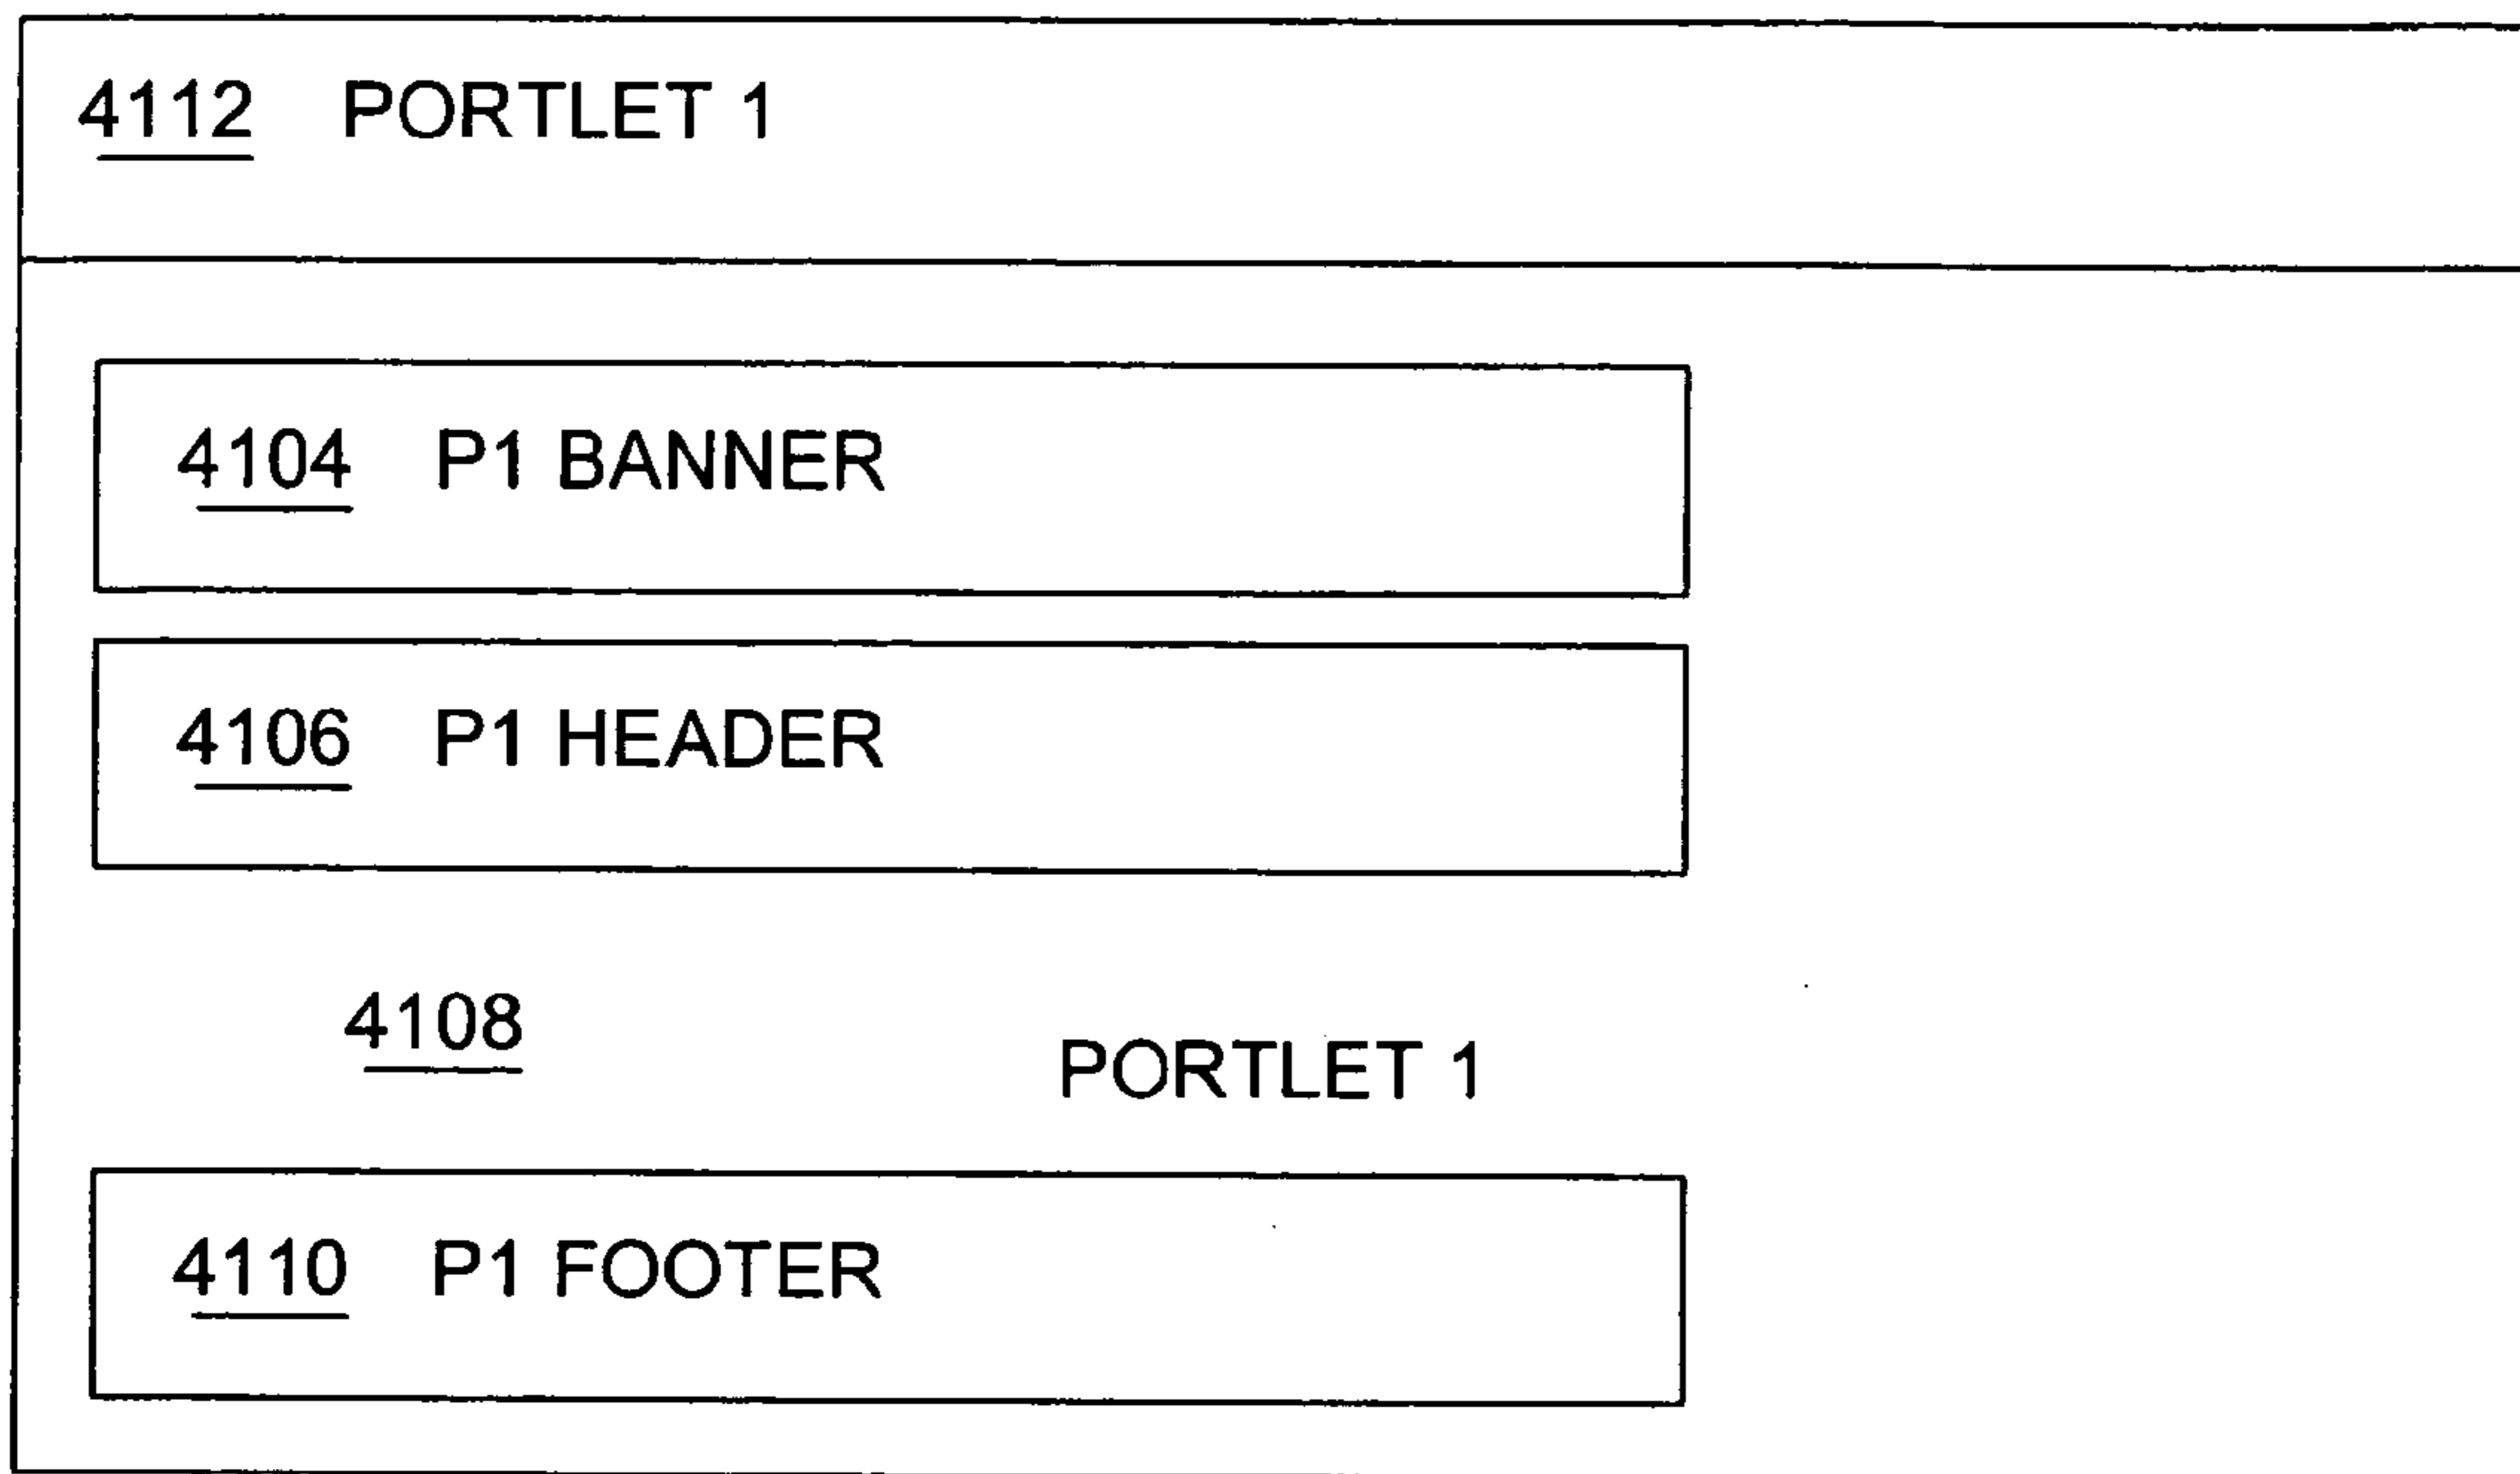 4112 PORTLET 1
4104 P1 BANNER
4106 P1 HEADER
4108
PORTLET 1
4110 P1 FOOTER